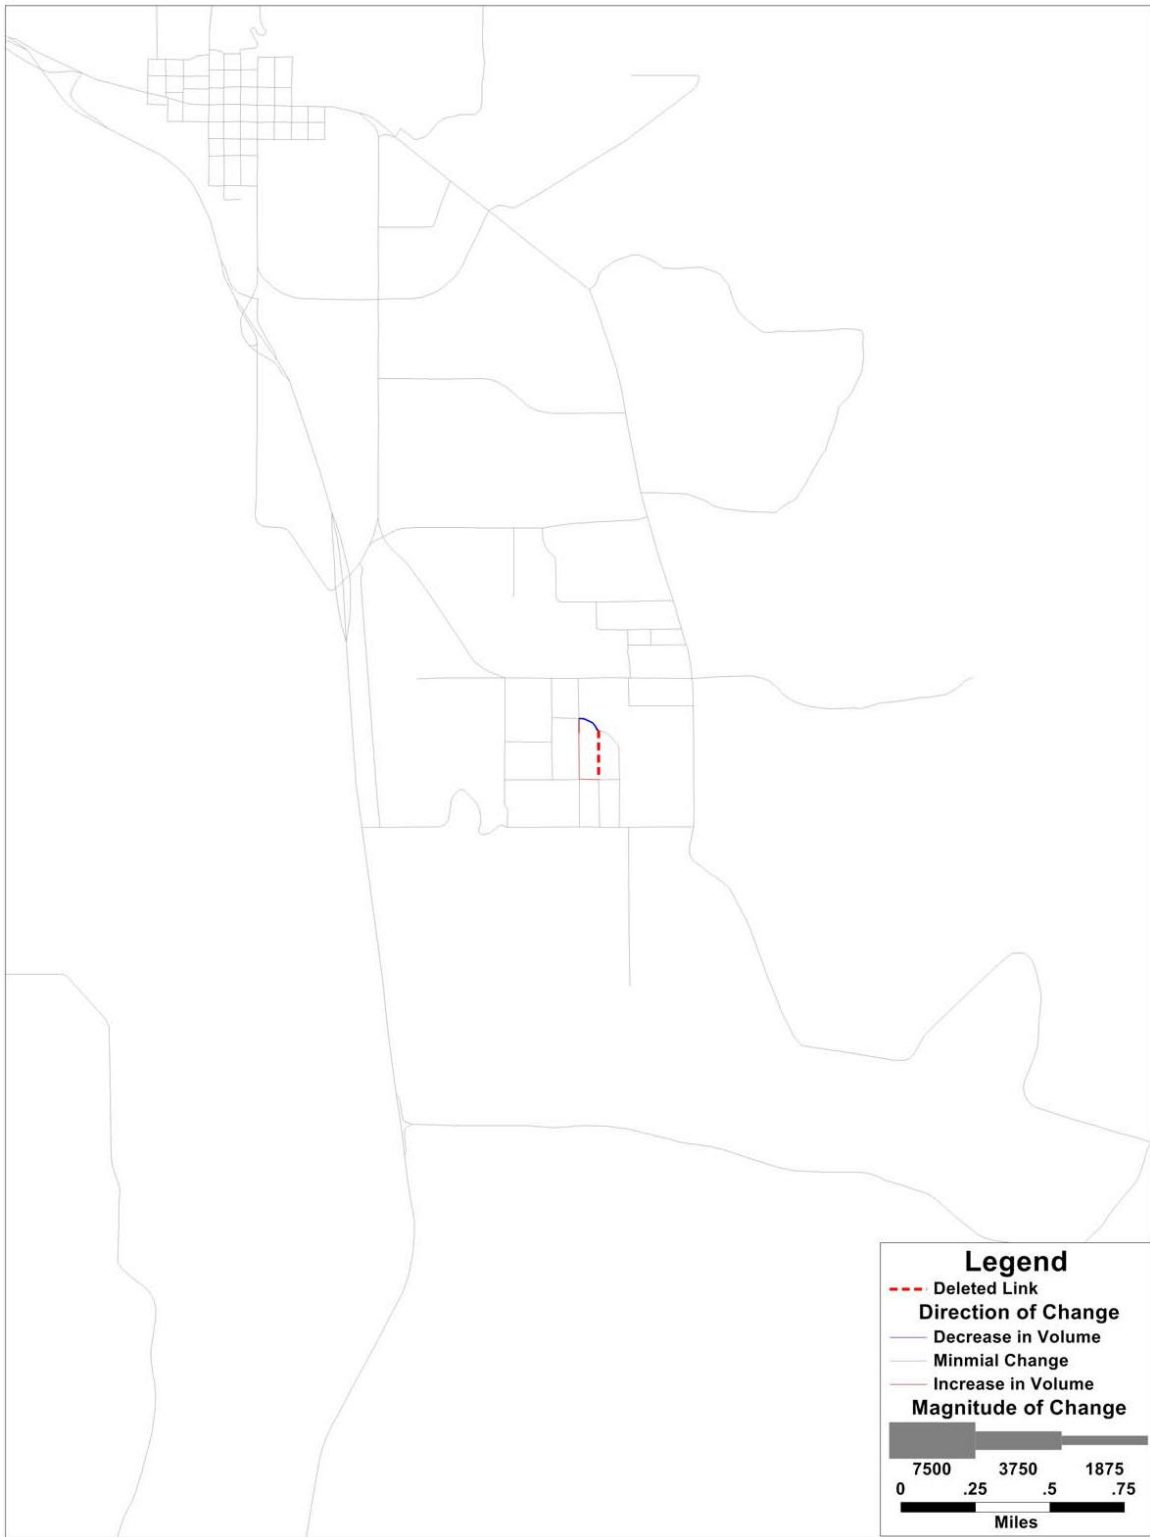 Legend
Deleted Link
Direction of Change
Decrease in Volume
Minmial Change
Increase in Volume
Magnitude of Change
7500 3750 1875
0 .25 .5 .75
Miles